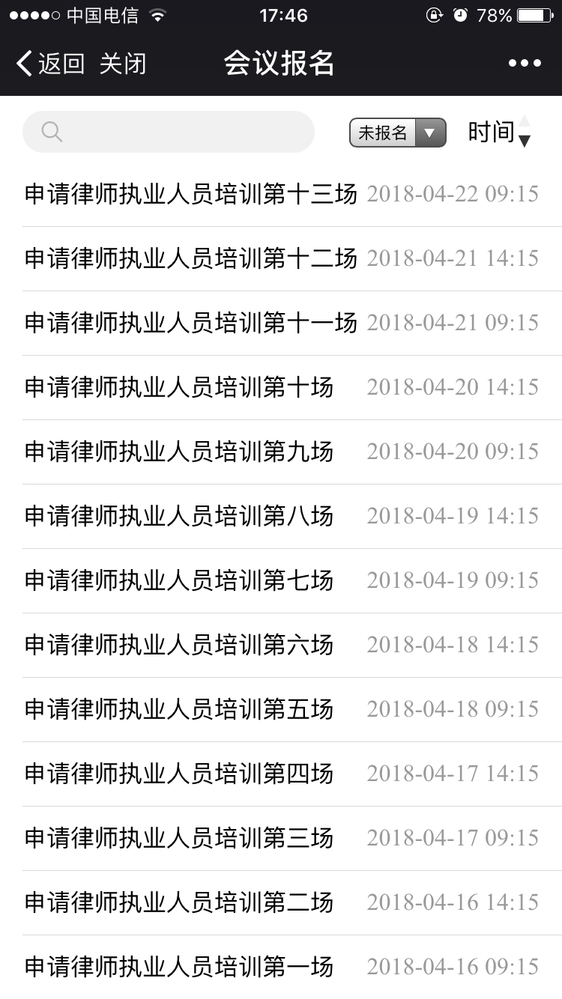 中国电信 17:46 78%
返回 关闭 会议报名
未报名 时间
申请律师执业人员培训第十三场 2018-04-22 09:15
申请律师执业人员培训第十二场 2018-04-21 14:15
申请律师执业人员培训第十一场 2018-04-21 09:15
申请律师执业人员培训第十场 2018-04-20 14:15
申请律师执业人员培训第九场 2018-04-20 09:15
申请律师执业人员培训第八场 2018-04-19 14:15
申请律师执业人员培训第七场 2018-04-19 09:15
申请律师执业人员培训第六场 2018-04-18 14:15
申请律师执业人员培训第五场 2018-04-18 09:15
申请律师执业人员培训第四场 2018-04-17 14:15
申请律师执业人员培训第三场 2018-04-17 09:15
申请律师执业人员培训第二场 2018-04-16 14:15
申请律师执业人员培训第一场 2018-04-16 09:15